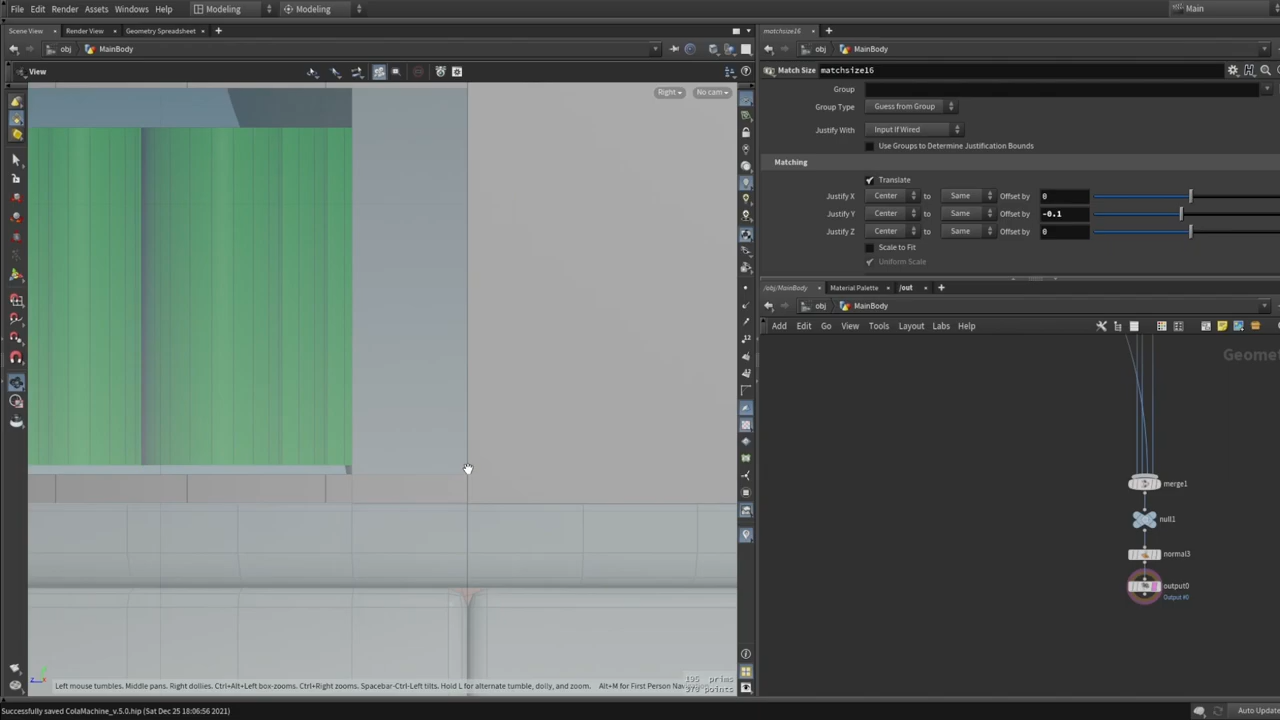 File Edit Render Assets Windows Help Modeling Modeling Main
Scene View Render View Geometry Spreadsheet
matchsize16
obj MainBody
obj MainBody
View
Match Size matchsize16
Right No cam
Group
Group Type Guess from Group
Justify With Input If Wired
Use Groups to Determine Justification Bounds
Matching
Translate
Justify X Center to Same Offset by 0
Justify Y Center to Same Offset by -0.1
Justify Z Center to Same Offset by 0
Scale to Fit
Uniform Scale
/obj/MainBody Material Palette /out
obj MainBody
Add Edit Go View Tools Layout Labs Help
Geome
merge1
null1
normal3
output0
Output #0
195 prims
370 points
Left mouse tumbles. Middle pans. Right dollies. Ctrl+Alt+Left box-zooms. Ctrl+Right zooms. Spacebar-Ctrl-Left tilts. Hold L for alternate tumble, dolly, and zoom. Alt+M for First Person Nav
Successfully saved ColaMachine_v.5.0.hip (Sat Dec 25 18:06:56 2021)
Auto Update